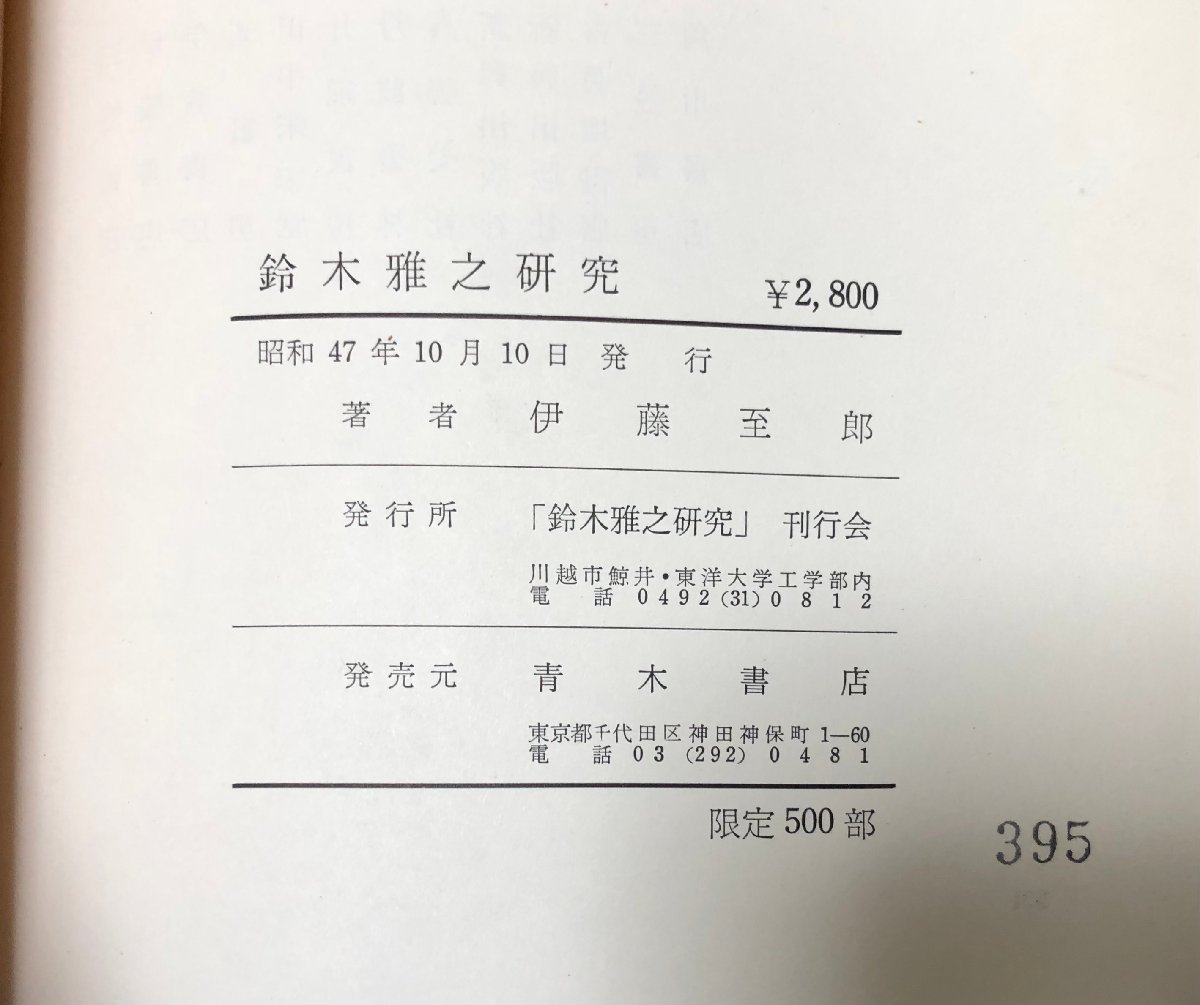 鈴木雅之研究 ¥2,800
昭和 47 年 10 月 10 日 発 行
著 者 伊 藤 至 郎
発 行 所 「鈴木雅之研究」 刊行会
川越市鯨井・東洋大学工学部内
電 話 0492(31)0812
発 売 元 青 木 書 店
東京都千代田区神田神保町 1—60
電 話 03 (292) 0481
限定 500 部
395